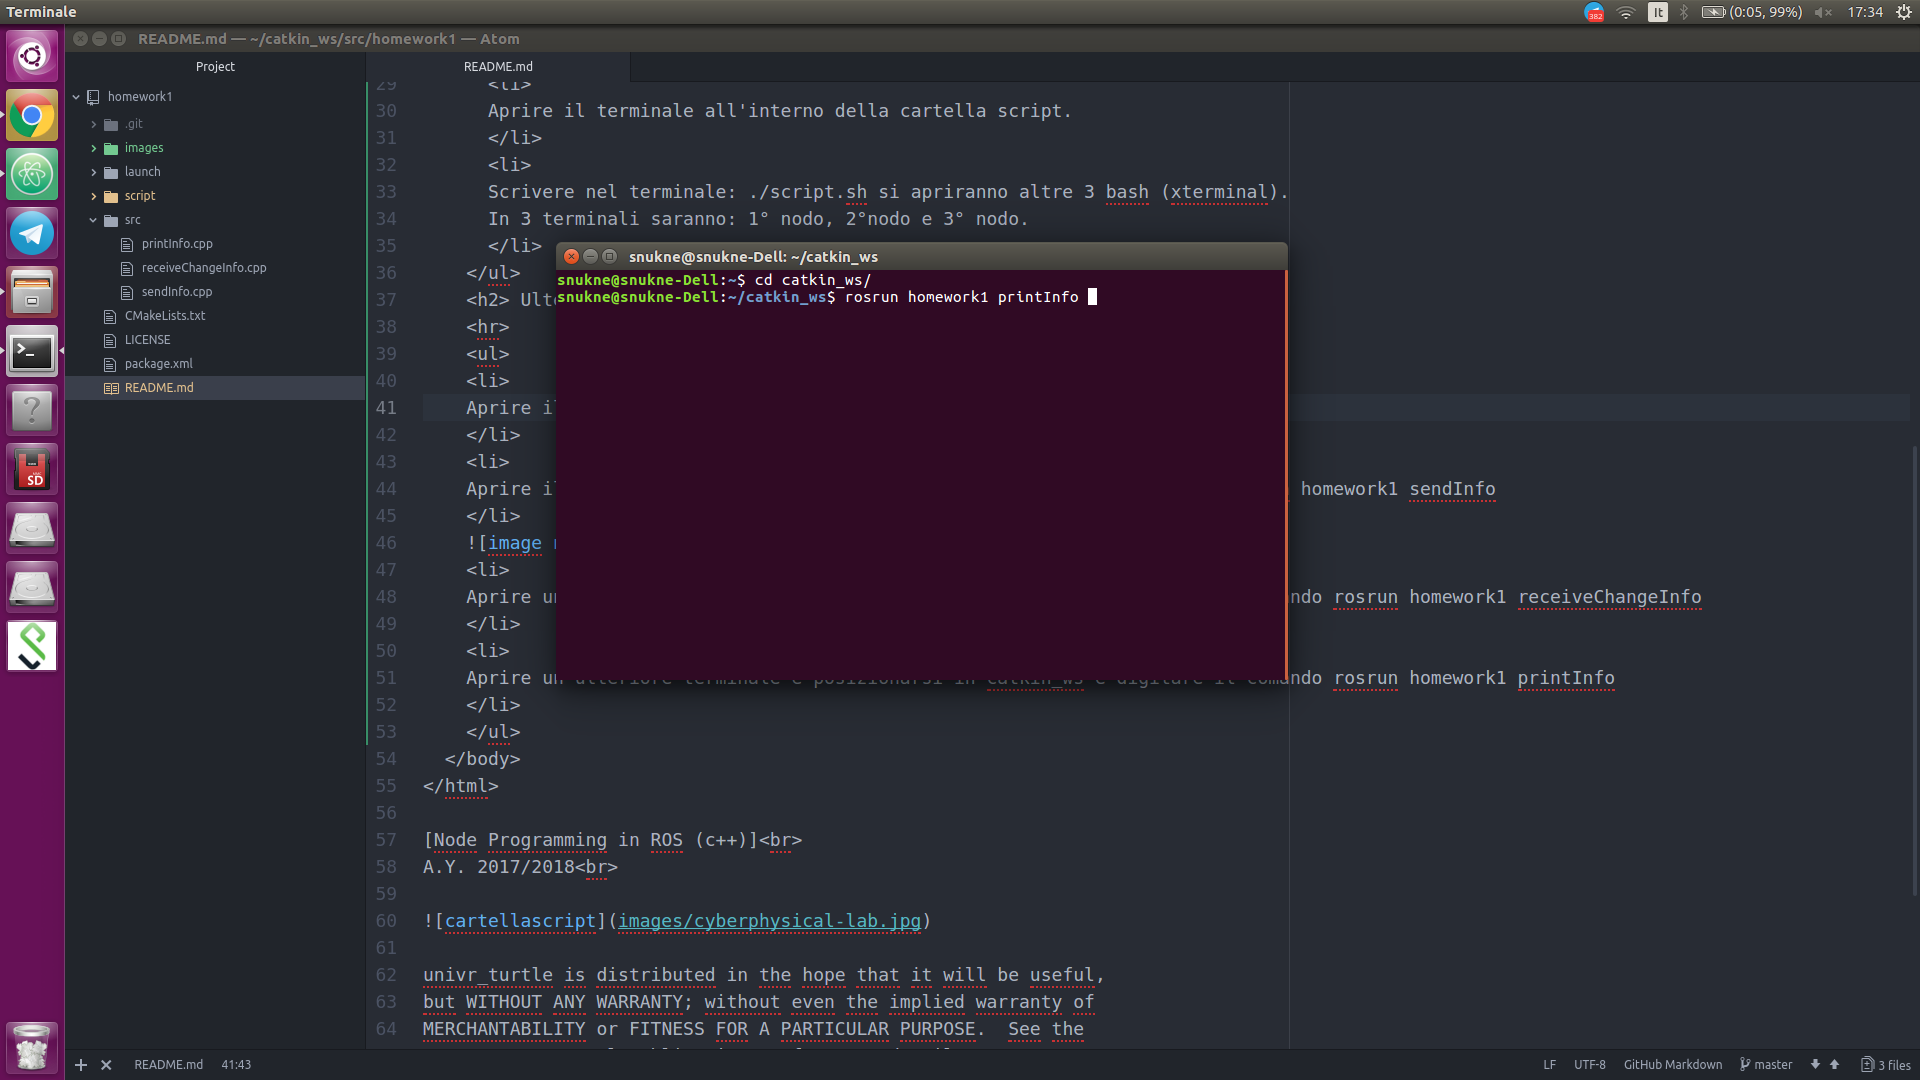 Terminale
382
It
(0:05, 99%)
17:34
README.md — ~/catkin_ws/src/homework1 — Atom
Project
README.md
homework1
.git
images
launch
script
src
printInfo.cpp
receiveChangeInfo.cpp
sendInfo.cpp
CMakeLists.txt
LICENSE
package.xml
README.md
SD
29 <li>
30 Aprire il terminale all'interno della cartella script.
31 </li>
32 <li>
33 Scrivere nel terminale: ./script.sh si apriranno altre 3 bash (xterminal).
34 In 3 terminali saranno: 1° nodo, 2°nodo e 3° nodo.
35 </li>
36 </ul>
37 <h2> Ult
38 <hr>
39 <ul>
40 <li>
41 Aprire i
42 </li>
43 <li>
44 Aprire i homework1 sendInfo
45 </li>
46 ![image
47 <li>
48 Aprire u ndo rosrun homework1 receiveChangeInfo
49 </li>
50 <li>
51 Aprire un ulteriore terminale e posizionarsi in catkin_ws e digitare il comando rosrun homework1 printInfo
52 </li>
53 </ul>
54 </body>
55 </html>
56
57 [Node Programming in ROS (c++)]<br>
58 A.Y. 2017/2018<br>
59
60 ![cartellascript](images/cyberphysical-lab.jpg)
61
62 univr_turtle is distributed in the hope that it will be useful,
63 but WITHOUT ANY WARRANTY; without even the implied warranty of
64 MERCHANTABILITY or FITNESS FOR A PARTICULAR PURPOSE.  See the
snukne@snukne-Dell: ~/catkin_ws
snukne@snukne-Dell:~$ cd catkin_ws/
snukne@snukne-Dell:~/catkin_ws$ rosrun homework1 printInfo
README.md 41:43
LF UTF-8 GitHub Markdown master 3 files